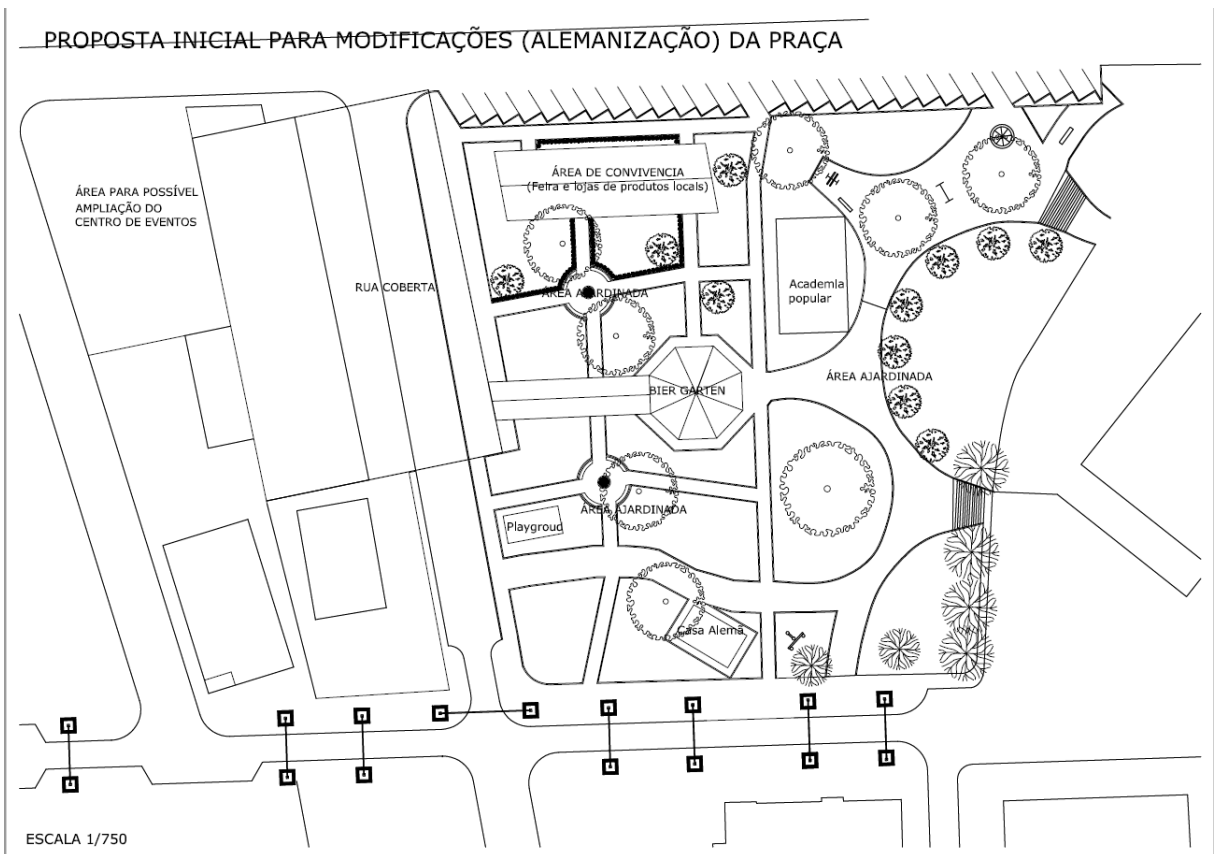 PROPOSTA INICIAL PARA MODIFICAÇÕES (ALEMANIZAÇÃO) DA PRAÇA
ÁREA PARA POSSÍVEL
AMPLIAÇÃO DO
CENTRO DE EVENTOS
ÁREA DE CONVIVENCIA
(Feira e lojas de produtos locais)
RUA COBERTA
ÁREA AJARDINADA
Academia
popular
BIER GARTEN
ÁREA AJARDINADA
ÁREA AJARDINADA
Playgroud
Casa Alemã
ESCALA 1/750